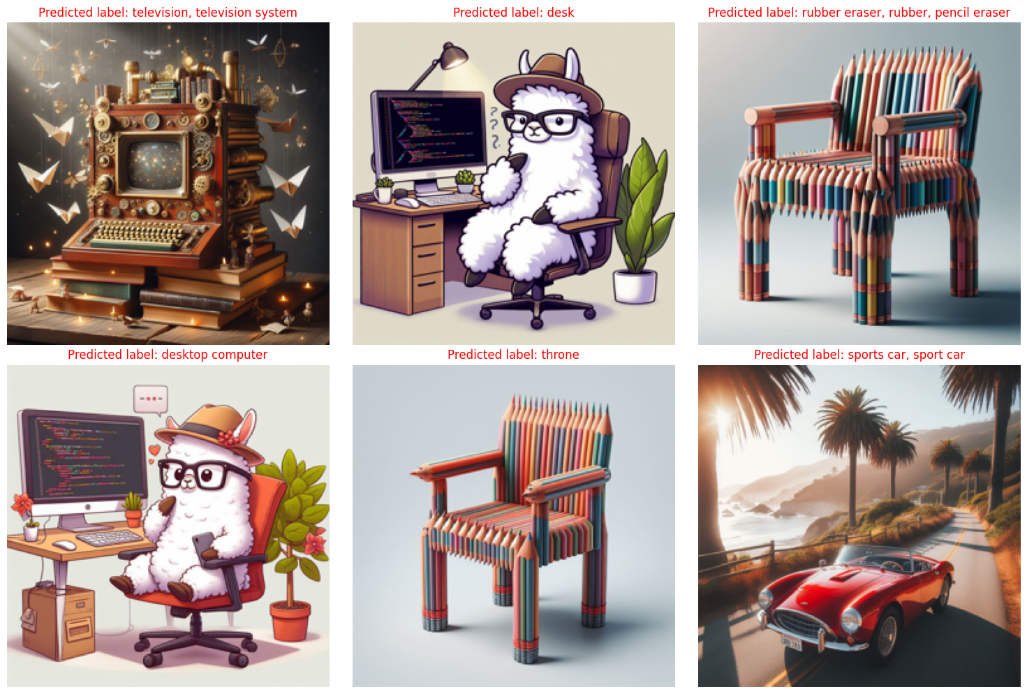 Predicted label: television, television system
Predicted label: desk
Predicted label: rubber eraser, rubber, pencil eraser
? ? ?
Predicted label: desktop computer
Predicted label: throne
Predicted label: sports car, sport car